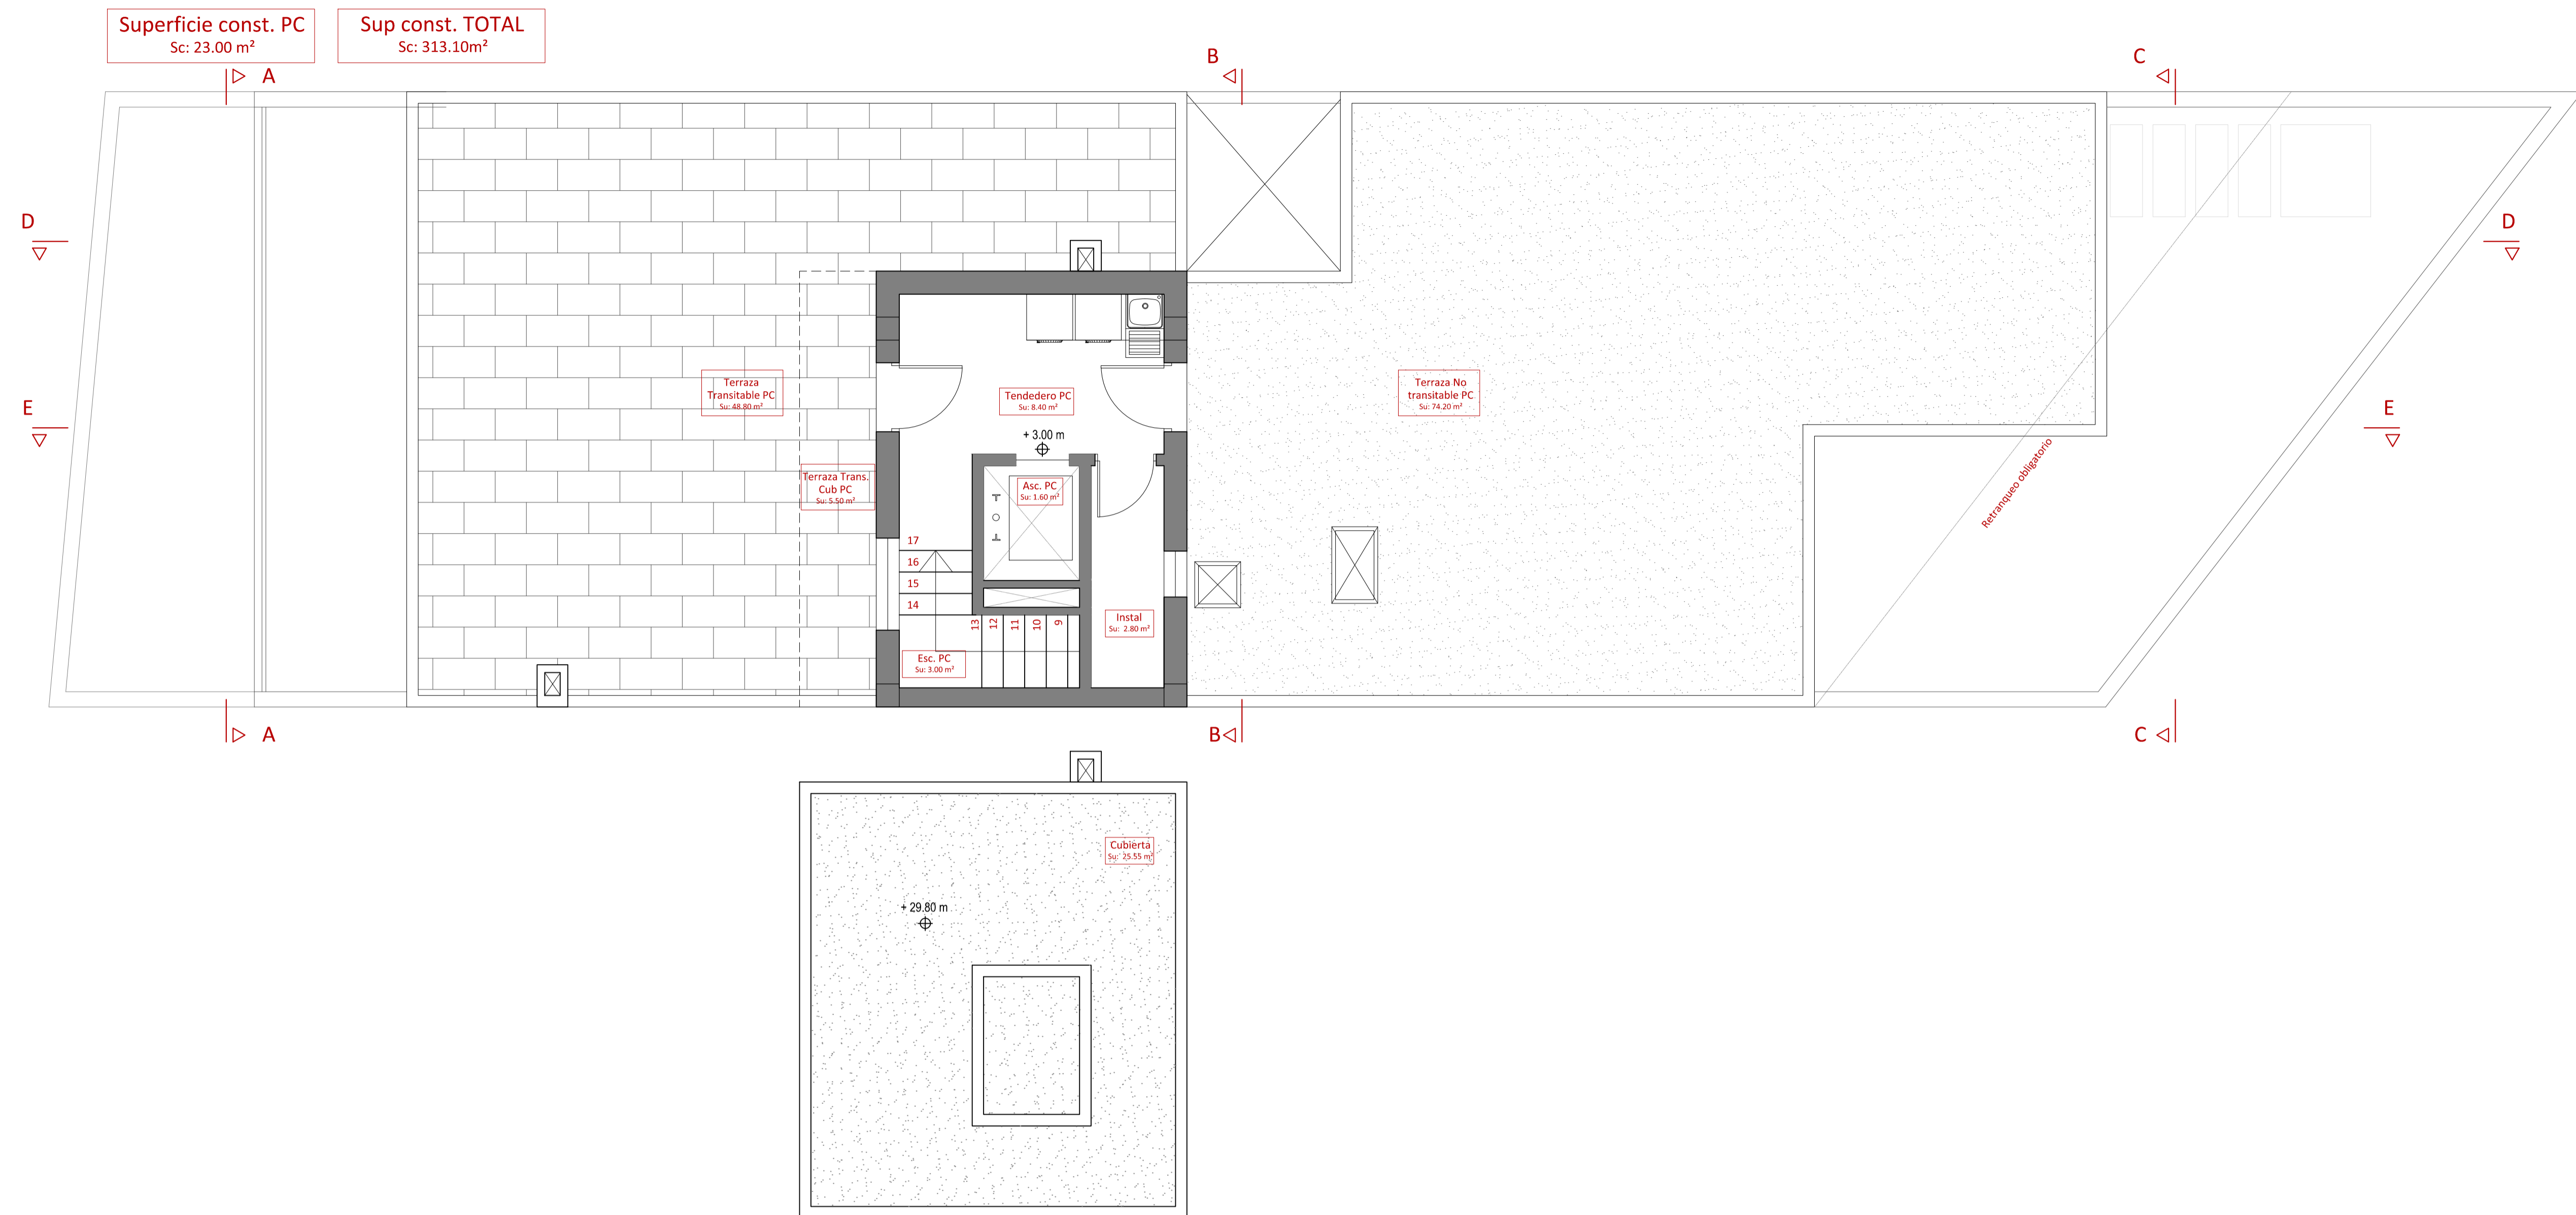 Superficie const. PC
Sc: 23.00 m²
Sup const. TOTAL
Sc: 313.10m²
A
B
C
D
D
E
E
Terraza
Transitable PC
Su: 48.80 m²
Tendedero PC
Su: 8.40 m²
Terraza No
transitable PC
Su: 74.20 m²
+ 3.00 m
Terraza Trans.
Cub PC
Su: 5.50 m²
Asc. PC
Su: 1.60 m²
Retranqueo obligatorio
17
16
15
14
13
12
11
10
9
Instal
Su: 2.80 m²
Esc. PC
Su: 3.00 m²
A
B
C
Cubierta
Su: 25.55 m²
+ 29.80 m